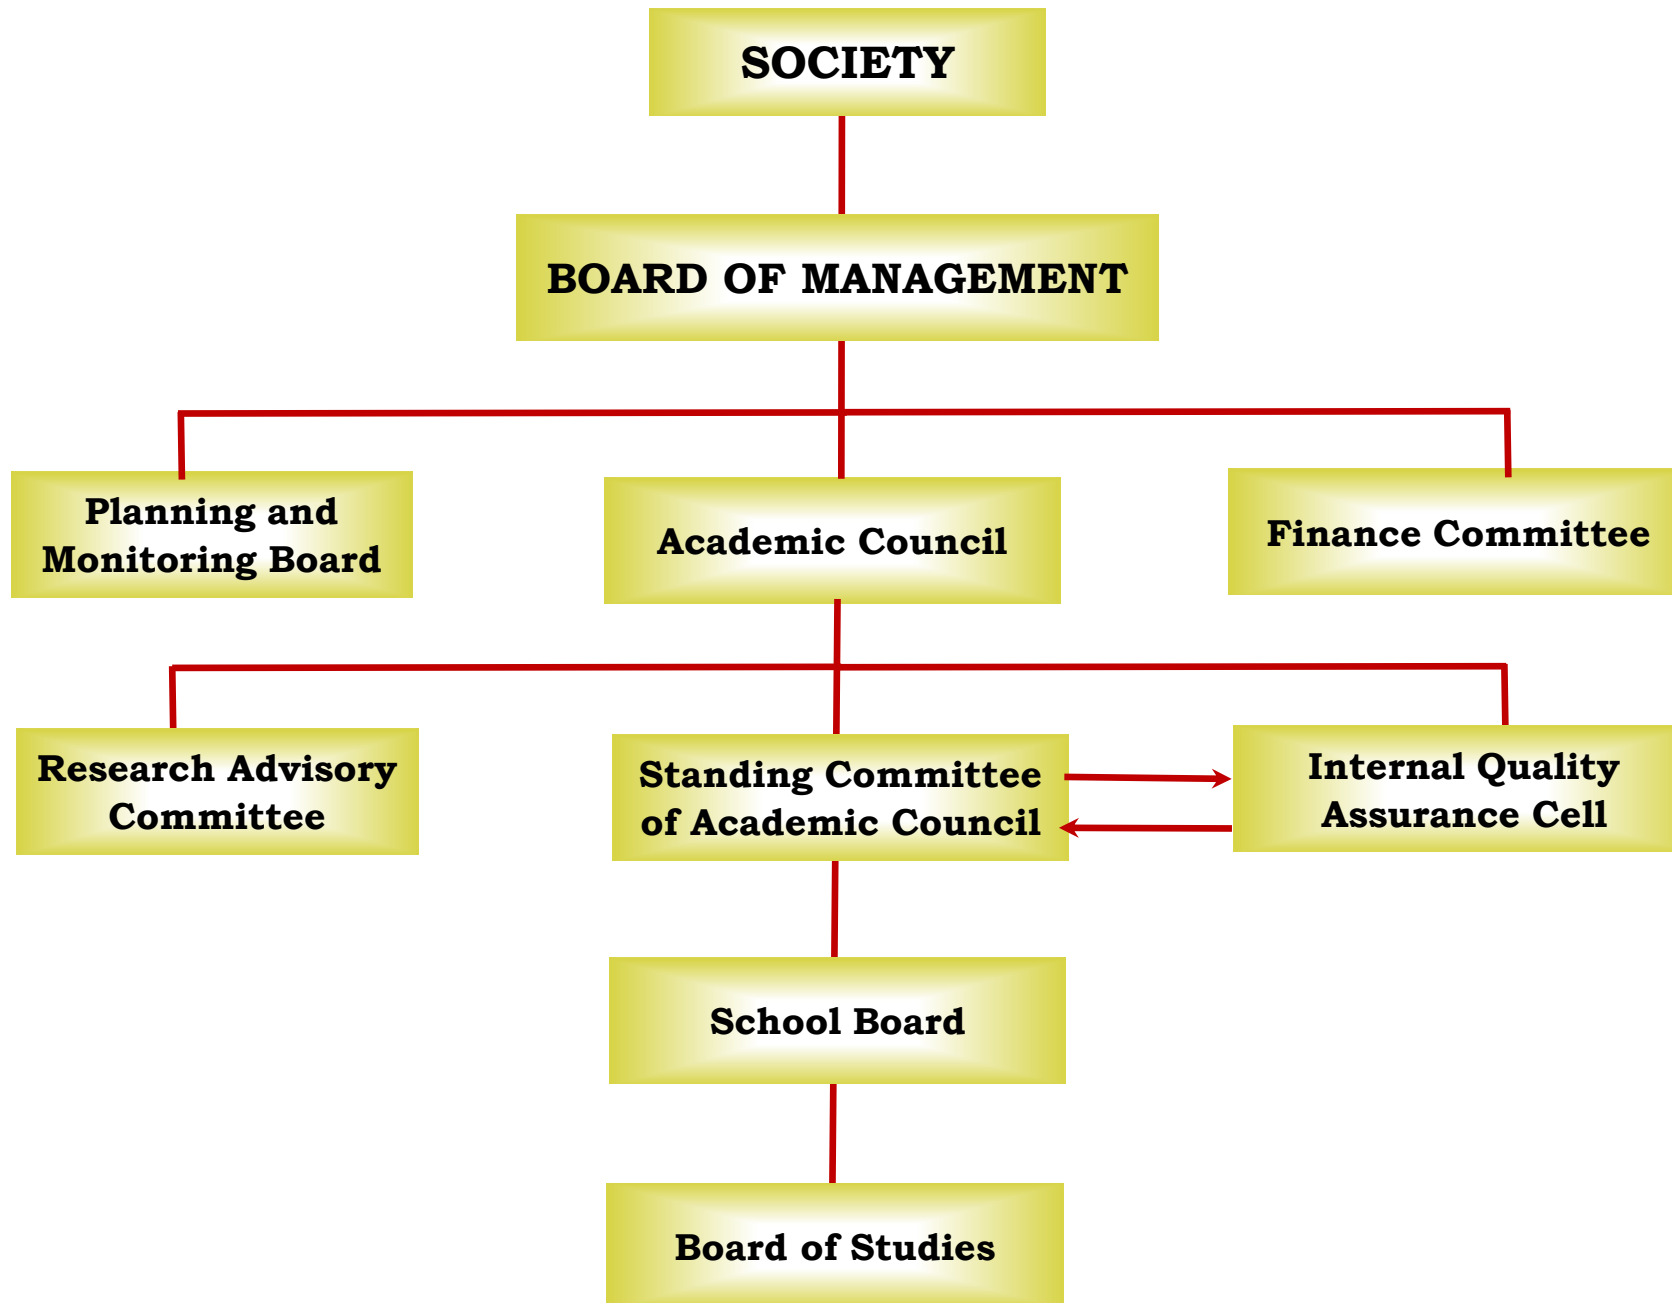 SOCIETY
BOARD OF MANAGEMENT
Planning and
Monitoring Board
Academic Council
Finance Committee
Research Advisory
Committee
Standing Committee
of Academic Council
Internal Quality
Assurance Cell
School Board
Board of Studies